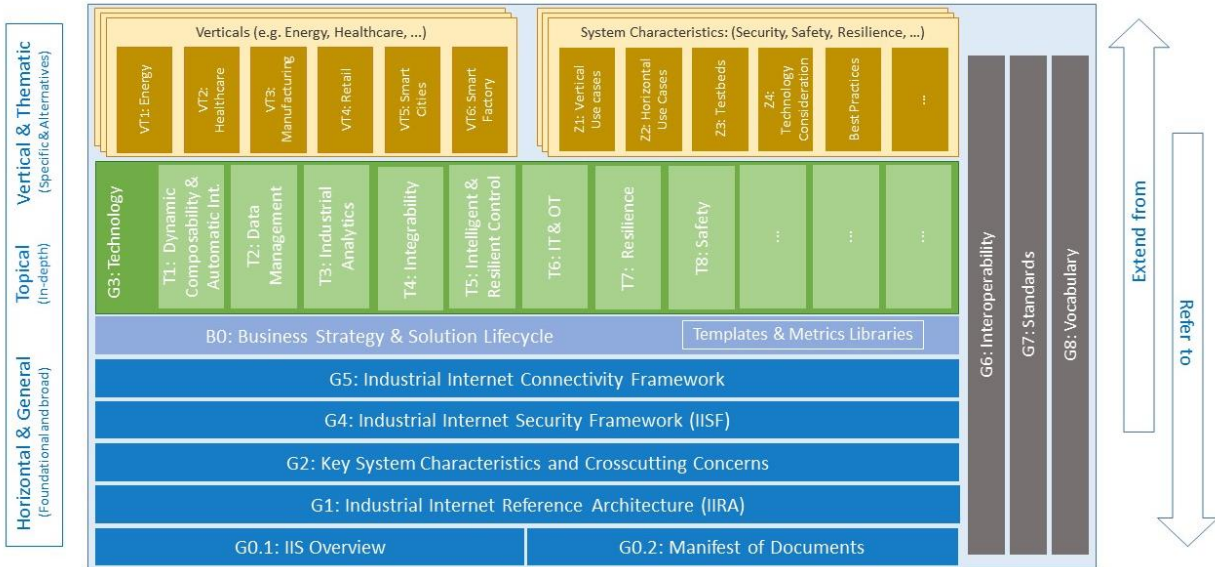 Vertical & Thematic
(Specific & Alternatives)
Topical
(In-depth)
Horizontal & General
(Foundational and broad)
Verticals (e.g. Energy, Healthcare, ...)
VT1: Energy
VT2:
Healthcare
VT3:
Manufacturing
VT4: Retail
VT5: Smart
Cities
VT6: Smart
Factory
System Characteristics: (Security, Safety, Resilience, ...)
Z1: Vertical
Use cases
Z2: Horizontal
Use Cases
Z3: Testbeds
Z4:
Technology
Consideration
Best Practices
...
G3: Technology
T1: Dynamic
Composability &
Automatic Int.
T2: Data
Management
T3: Industrial
Analytics
T4: Integrability
T5: Intelligent &
Resilient Control
T6: IT & OT
T7: Resilience
T8: Safety
...
...
...
B0: Business Strategy & Solution Lifecycle
Templates & Metrics Libraries
G5: Industrial Internet Connectivity Framework
G4: Industrial Internet Security Framework (IISF)
G2: Key System Characteristics and Crosscutting Concerns
G1: Industrial Internet Reference Architecture (IIRA)
G0.1: IIS Overview
G0.2: Manifest of Documents
G6: Interoperability
G7: Standards
G8: Vocabulary
Extend from
Refer to